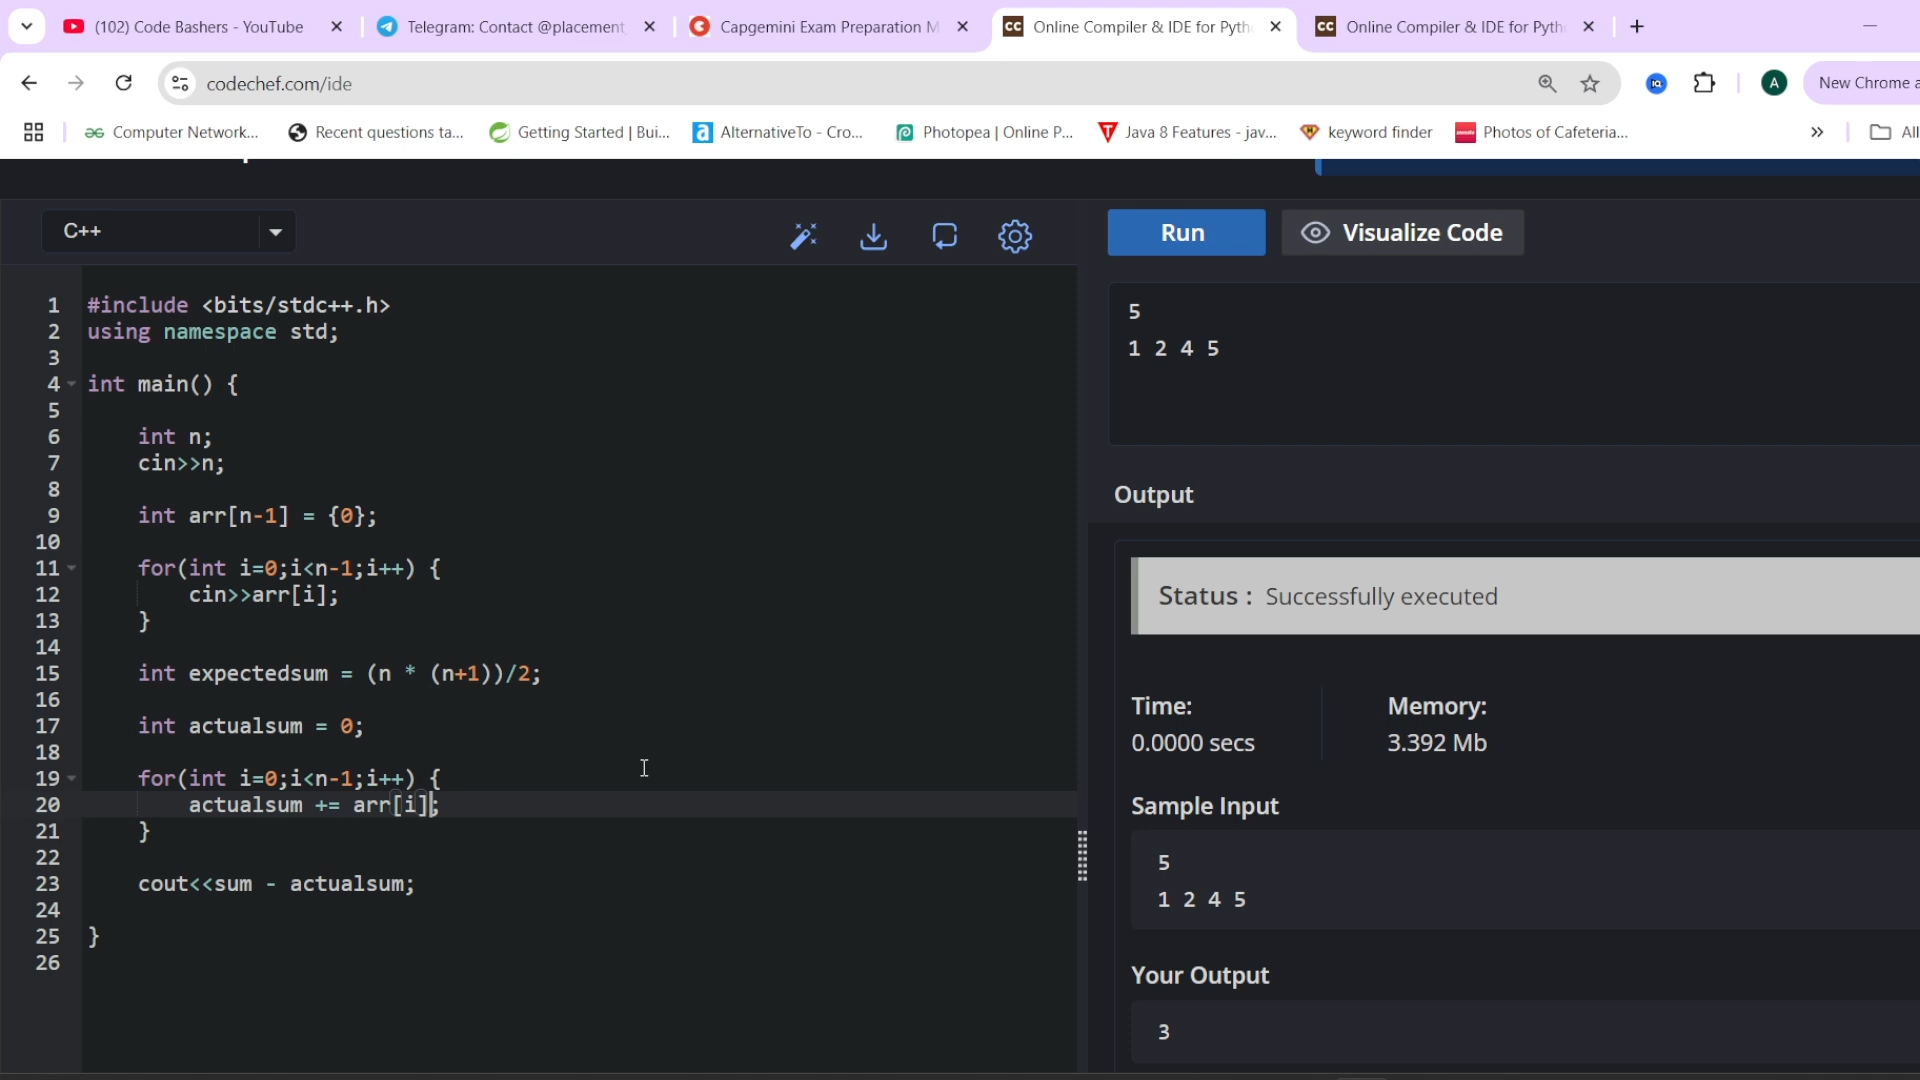 (102) Code Bashers - YouTube
Telegram: Contact @placement
Capgemini Exam Preparation M
CC Online Compiler & IDE for Pyth
CC Online Compiler & IDE for Pyth
codechef.com/ide
A
New Chrome a
Computer Network...
Recent questions ta...
Getting Started | Bui...
AlternativeTo - Cro...
Photopea | Online P...
Java 8 Features - jav...
keyword finder
Photos of Cafeteria...
All
C++
Run
Visualize Code
1 #include <bits/stdc++.h>
2 using namespace std;
3
4 int main() {
5
6 int n;
7 cin>>n;
8
9 int arr[n-1] = {0};
10
11 for(int i=0;i<n-1;i++) {
12 cin>>arr[i];
13 }
14
15 int expectedsum = (n * (n+1))/2;
16
17 int actualsum = 0;
18
19 for(int i=0;i<n-1;i++) {
20 actualsum += arr[i];
21 }
22
23 cout<<sum - actualsum;
24
25 }
26
5
1 2 4 5
Output
Status : Successfully executed
Time:
0.0000 secs
Memory:
3.392 Mb
Sample Input
5
1 2 4 5
Your Output
3